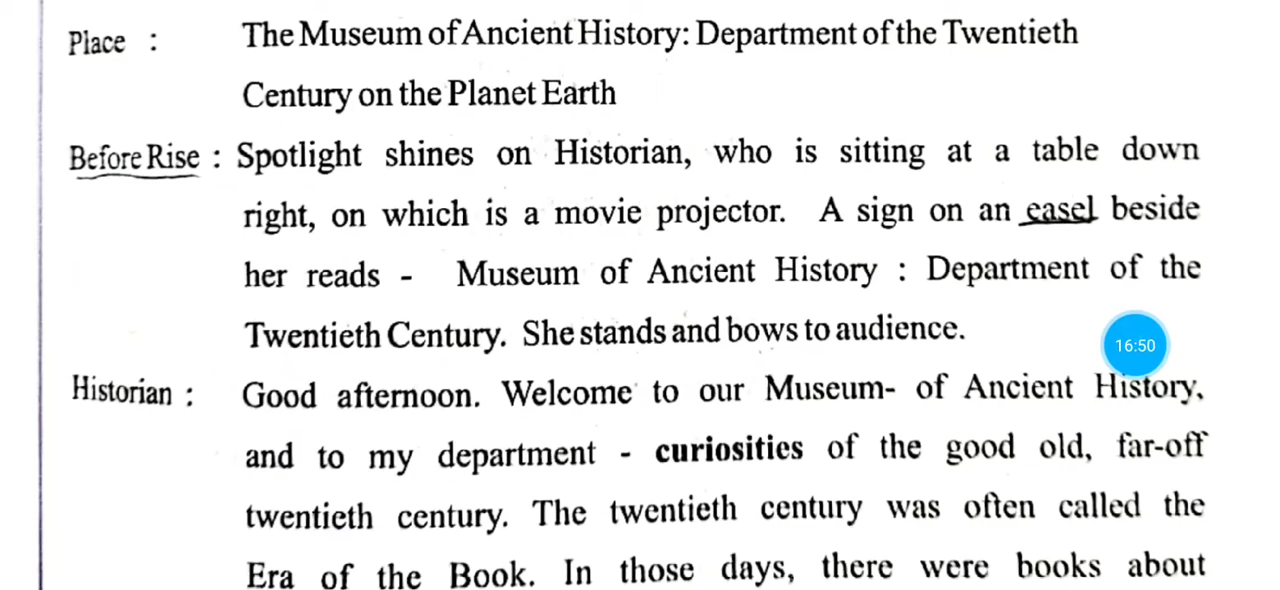 Place : The Museum of Ancient History: Department of the Twentieth
Century on the Planet Earth
Before Rise : Spotlight shines on Historian, who is sitting at a table down
right, on which is a movie projector. A sign on an easel beside
her reads - Museum of Ancient History : Department of the
Twentieth Century. She stands and bows to audience.
16:50
Historian : Good afternoon. Welcome to our Museum- of Ancient History,
and to my department - curiosities of the good old, far-off
twentieth century. The twentieth century was often called the
Era of the Book. In those days, there were books about